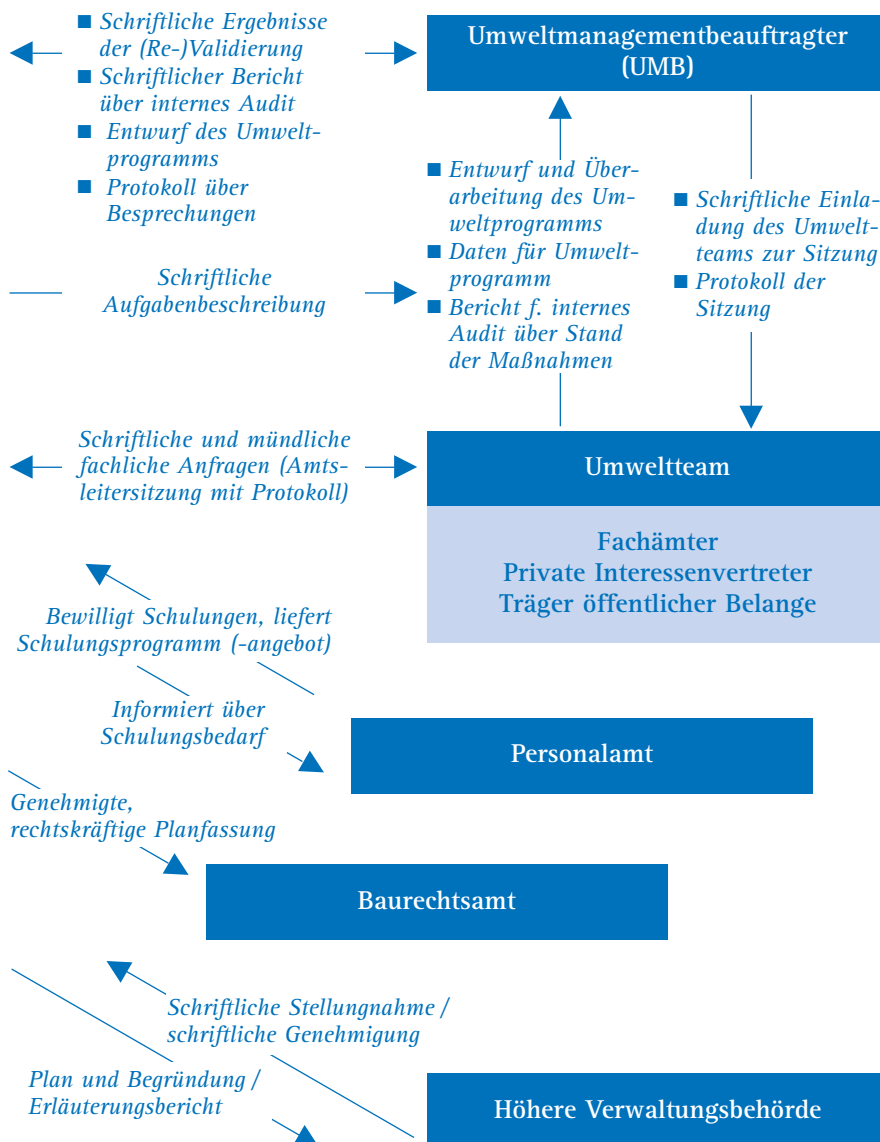 ■ Schriftliche Ergebnisse
der (Re-)Validierung
■ Schriftlicher Bericht
über internes Audit
■ Entwurf des Umwelt-
programms
■ Protokoll über
Besprechungen
Umweltmanagementbeauftragter
(UMB)
■ Entwurf und Über-
arbeitung des Um-
weltprogramms
■ Daten für Umwelt-
programm
■ Bericht f. internes
Audit über Stand
der Maßnahmen
■ Schriftliche Einla-
dung des Umwelt-
teams zur Sitzung
■ Protokoll der
Sitzung
Schriftliche
Aufgabenbeschreibung
Schriftliche und mündliche
fachliche Anfragen (Amts-
leitersitzung mit Protokoll)
Umweltteam
Fachämter
Private Interessenvertreter
Träger öffentlicher Belange
Bewilligt Schulungen, liefert
Schulungsprogramm (-angebot)
Informiert über
Schulungsbedarf
Personalamt
Genehmigte,
rechtskräftige Planfassung
Baurechtsamt
Schriftliche Stellungnahme /
schriftliche Genehmigung
Plan und Begründung /
Erläuterungsbericht
Höhere Verwaltungsbehörde